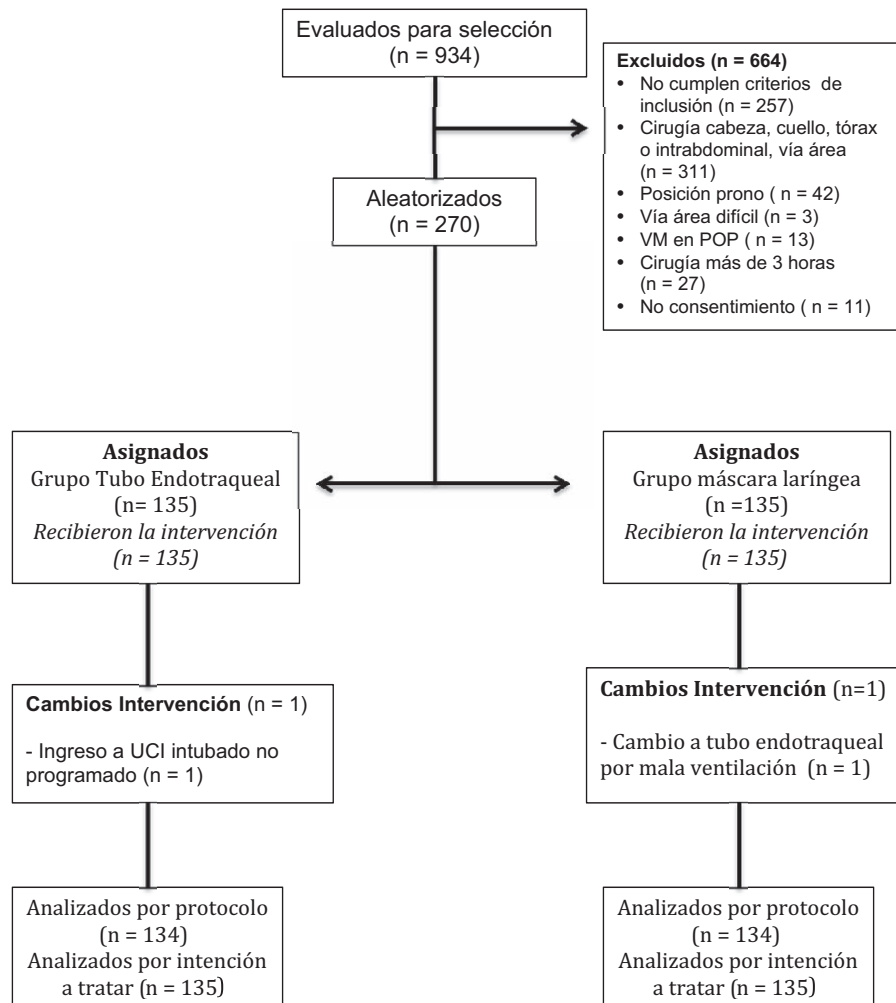 Evaluados para selección
(n = 934)
Excluidos (n = 664)
• No cumplen criterios de
inclusión (n = 257)
• Cirugía cabeza, cuello, tórax
o intrabdominal, vía área
(n = 311)
• Posición prono ( n = 42)
• Vía área difícil (n = 3)
• VM en POP ( n = 13)
• Cirugía más de 3 horas
(n = 27)
• No consentimiento ( n = 11)
Aleatorizados
(n = 270)
Asignados
Grupo Tubo Endotraqueal
(n= 135)
Recibieron la intervención
(n = 135)
Asignados
Grupo máscara laríngea
(n =135)
Recibieron la intervención
(n = 135)
Cambios Intervención (n = 1)
- Ingreso a UCI intubado no
programado (n = 1)
Cambios Intervención (n=1)
- Cambio a tubo endotraqueal
por mala ventilación (n = 1)
Analizados por protocolo
(n = 134)
Analizados por intención
a tratar (n = 135)
Analizados por protocolo
(n = 134)
Analizados por intención
a tratar (n = 135)